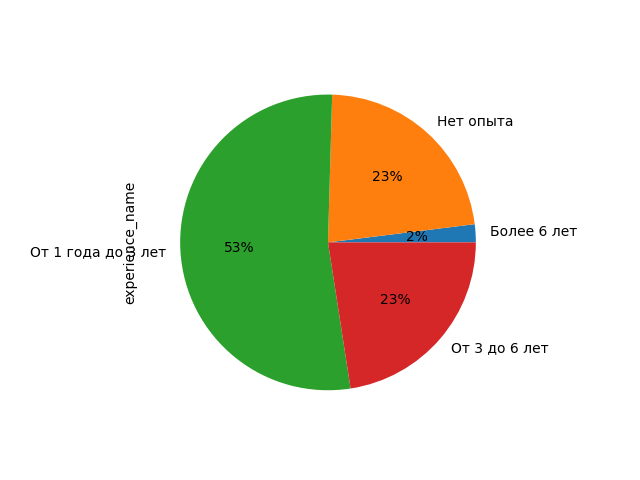 Нет опыта
23%
Более 6 лет
2%
От 1 года до 3 лет
53%
experience_name
23%
От 3 до 6 лет